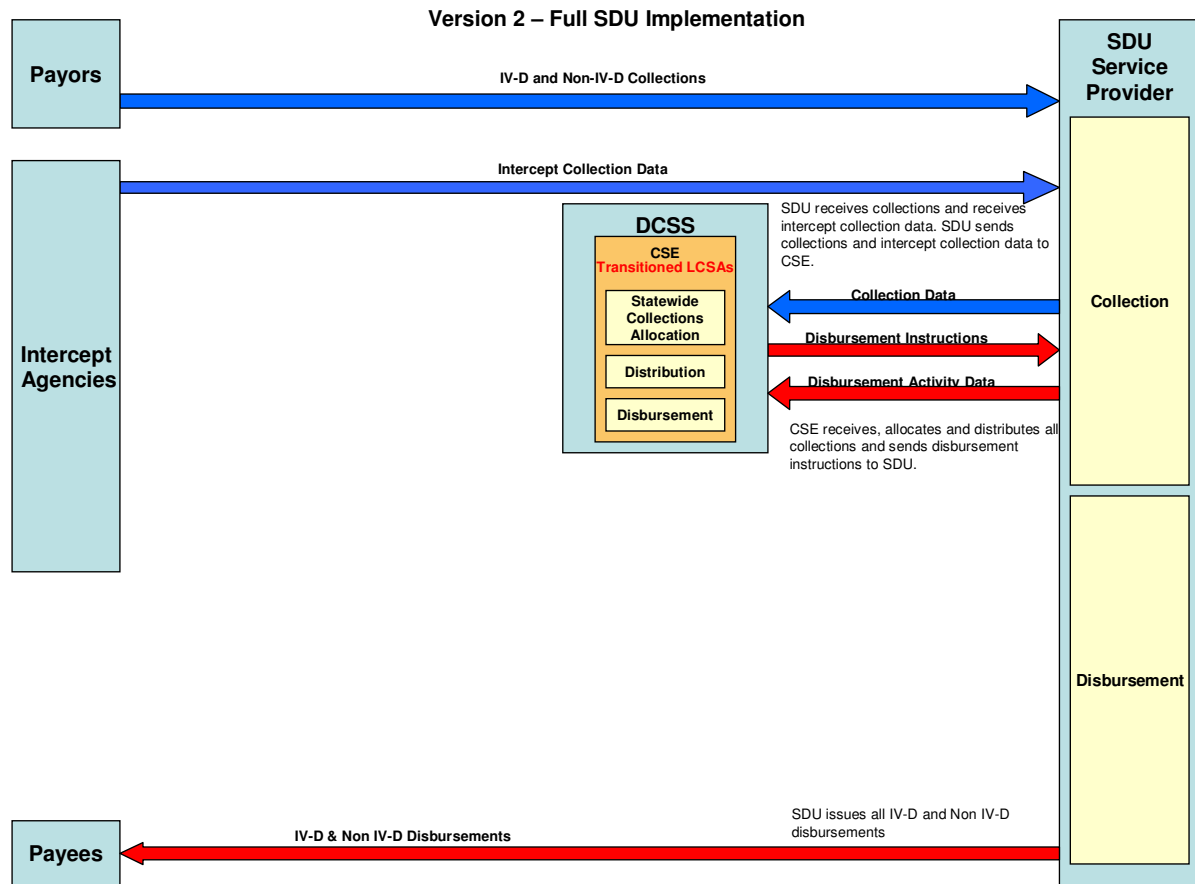 Version 2 – Full SDU Implementation
Payors
IV-D and Non-IV-D Collections
SDU
Service
Provider
Intercept Collection Data
SDU receives collections and receives
intercept collection data. SDU sends
collections and intercept collection data to
CSE.
DCSS
CSE
Transitioned LCSAs
Statewide
Collections
Allocation
Distribution
Disbursement
Collection Data
Disbursement Instructions
Disbursement Activity Data
CSE receives, allocates and distributes all
collections and sends disbursement
instructions to SDU.
Collection
Intercept
Agencies
Disbursement
SDU issues all IV-D and Non IV-D
disbursements
IV-D & Non IV-D Disbursements
Payees